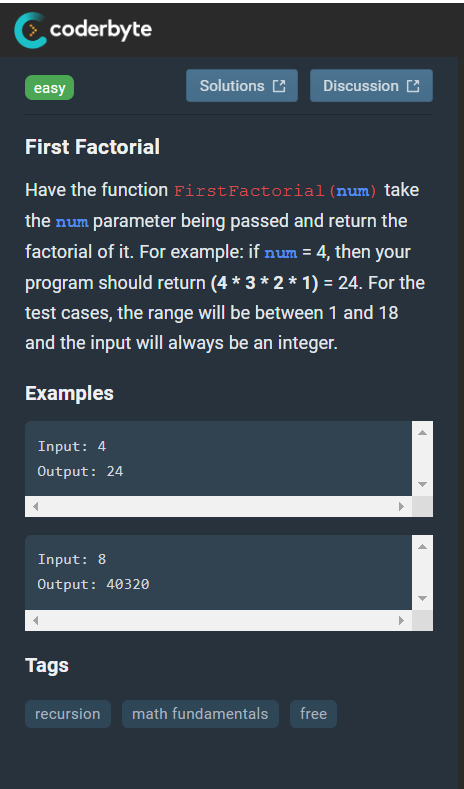 coderbyte
easy
Solutions
Discussion
First Factorial
Have the function FirstFactorial(num) take
the num parameter being passed and return the
factorial of it. For example: if num = 4, then your
program should return (4 * 3 * 2 * 1) = 24. For the
test cases, the range will be between 1 and 18
and the input will always be an integer.
Examples
Input: 4
Output: 24
Input: 8
Output: 40320
Tags
recursion
math fundamentals
free